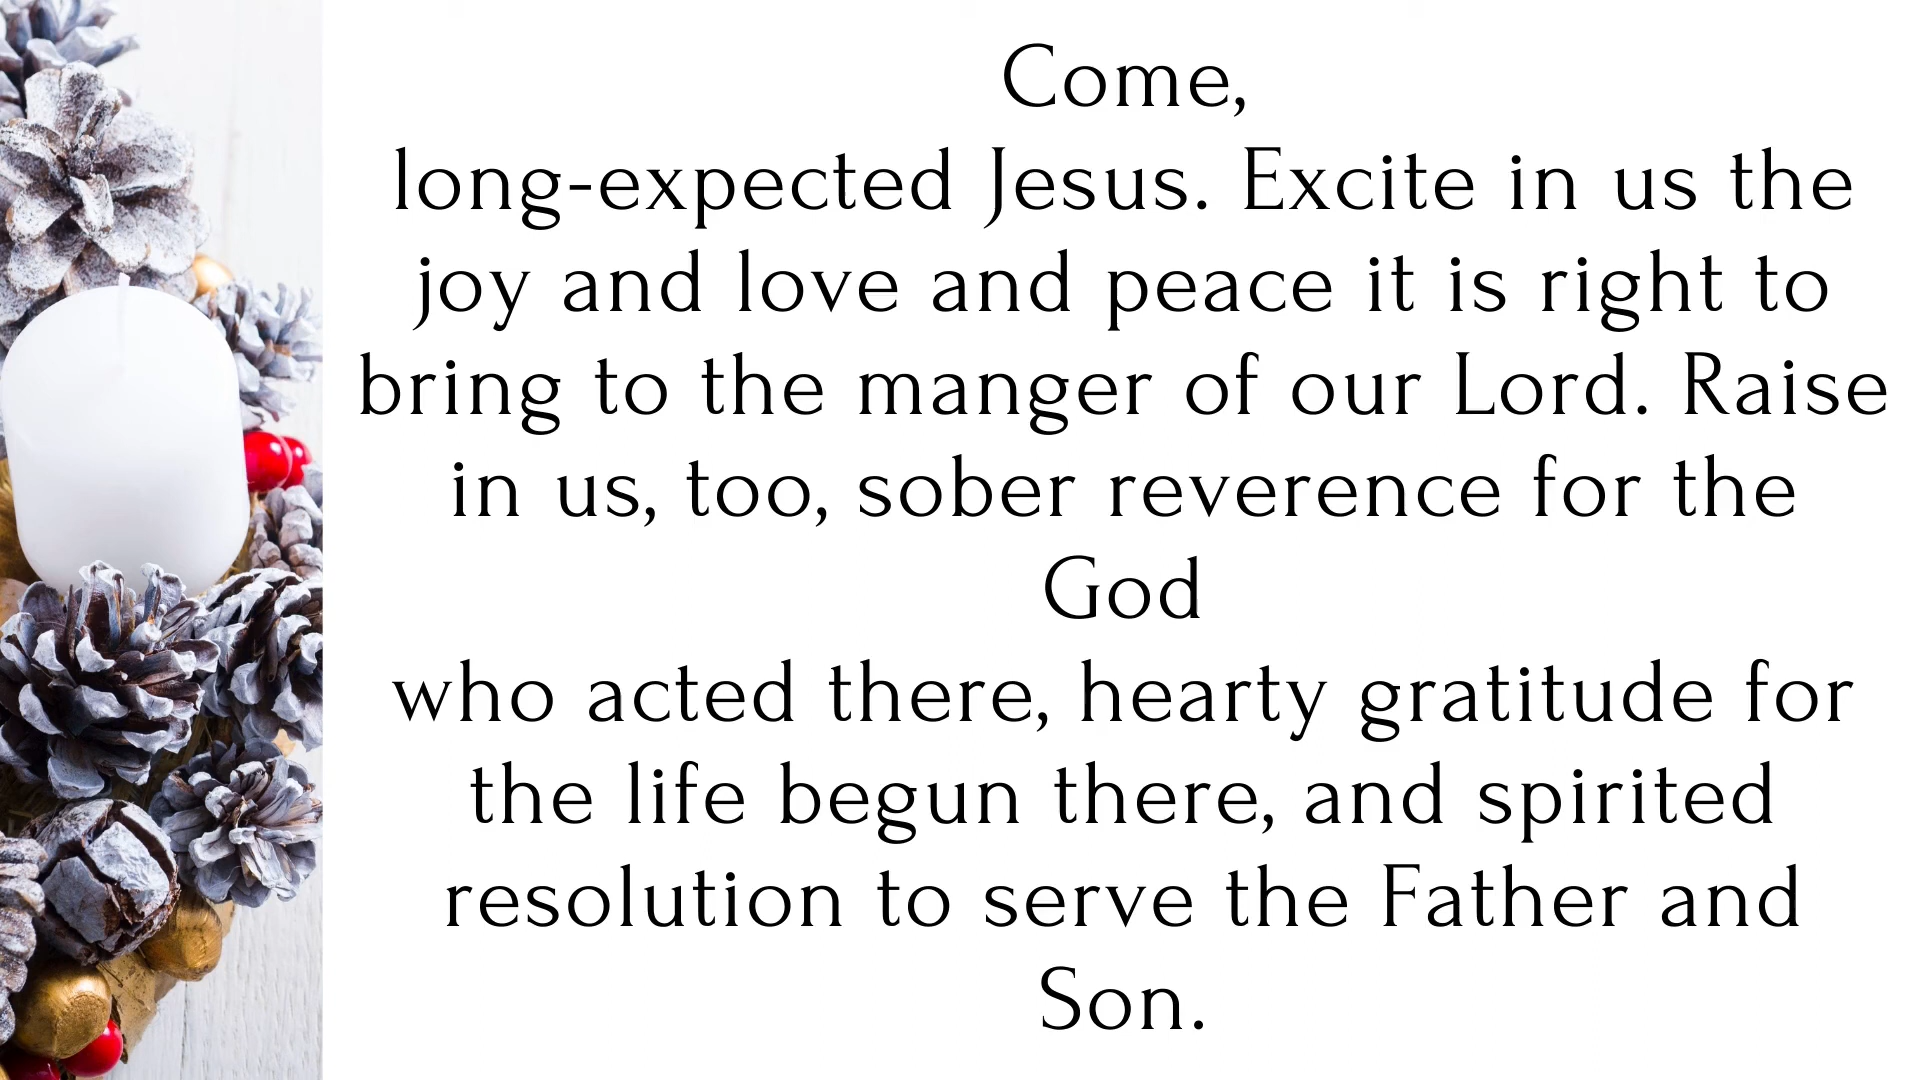 Come,
long-expected Jesus. Excite in us the
joy and love and peace it is right to
bring to the manger of our Lord. Raise
in us, too, sober reverence for the
God
who acted there, hearty gratitude for
the life begun there, and spirited
resolution to serve the Father and
Son.